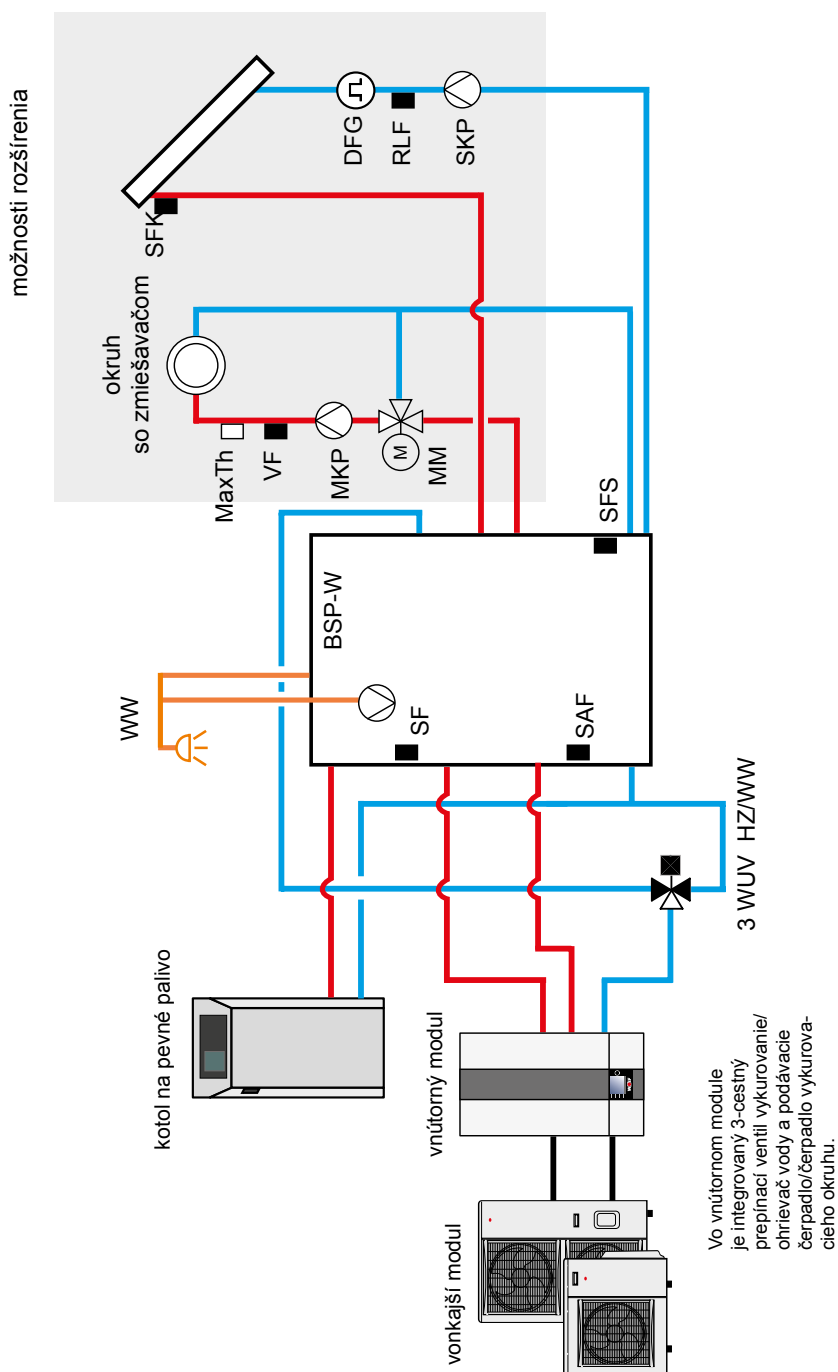 možnosti rozšírenia
SFK
DFG
RLF
SKP
okruh
so zmiešavačom
MaxTh
VF
MKP
M
MM
WW
BSP-W
SFS
SF
SAF
3 WUV HZ/WW
kotol na pevné palivo
vnútorný modul
vonkajší modul
Vo vnútornom module
je integrovaný 3-cestný
prepínací ventil vykurovanie/
ohrievač vody a podávacie
čerpadlo/čerpadlo vykurova-
cieho okruhu.